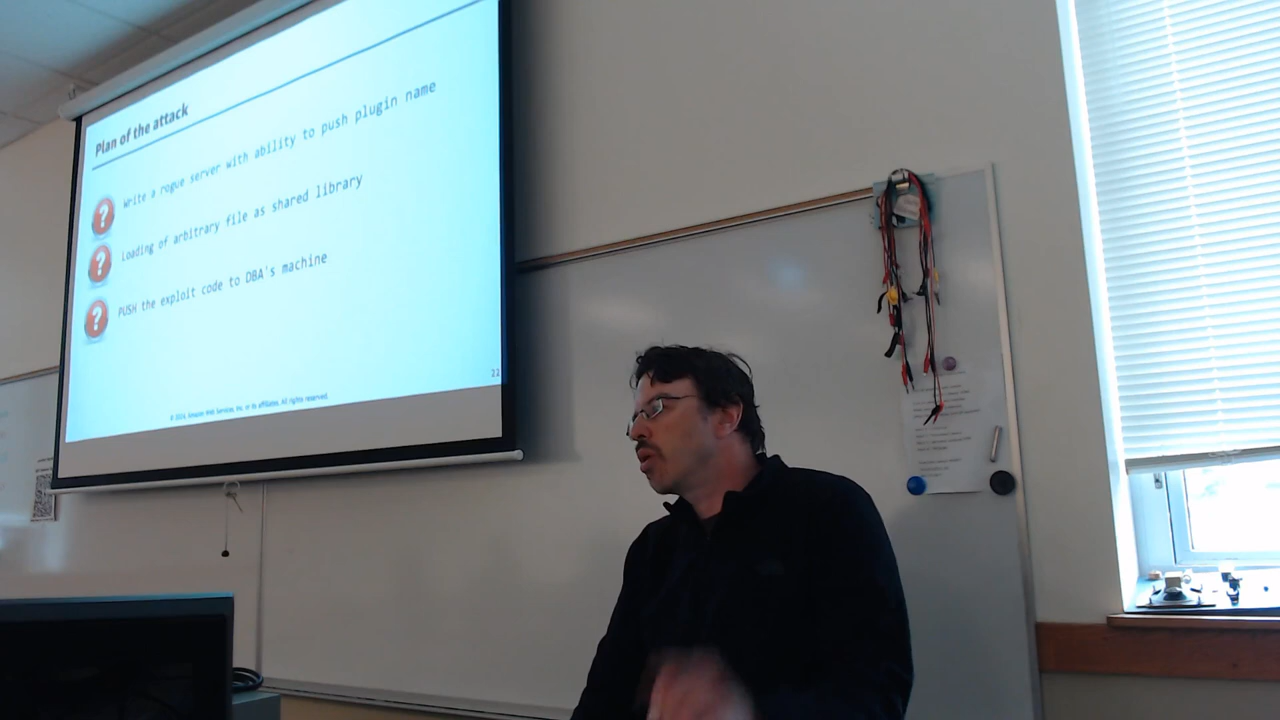 Plan of the attack
Write a rogue server with ability to push plugin name
? Loading of arbitrary file as shared library
? PUSH the exploit code to DBA's machine
?
22
© 2024, Amazon Web Services, Inc. or its affiliates. All rights reserved.